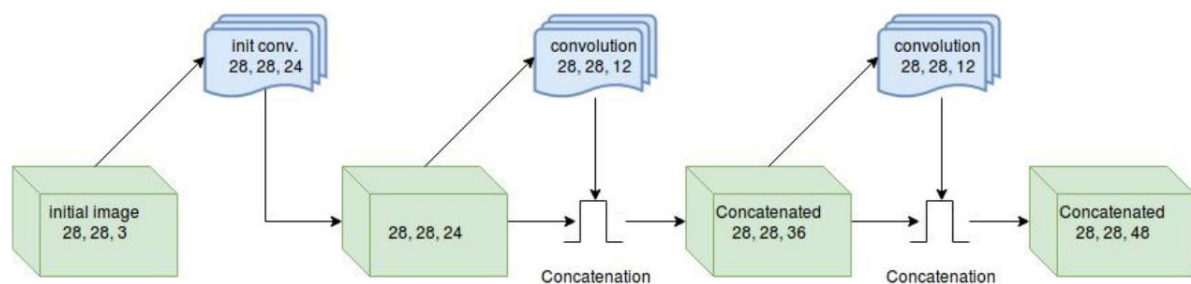 init conv.
28, 28, 24
convolution
28, 28, 12
convolution
28, 28, 12
initial image
28, 28, 3
28, 28, 24
Concatenated
28, 28, 36
Concatenated
28, 28, 48
Concatenation
Concatenation